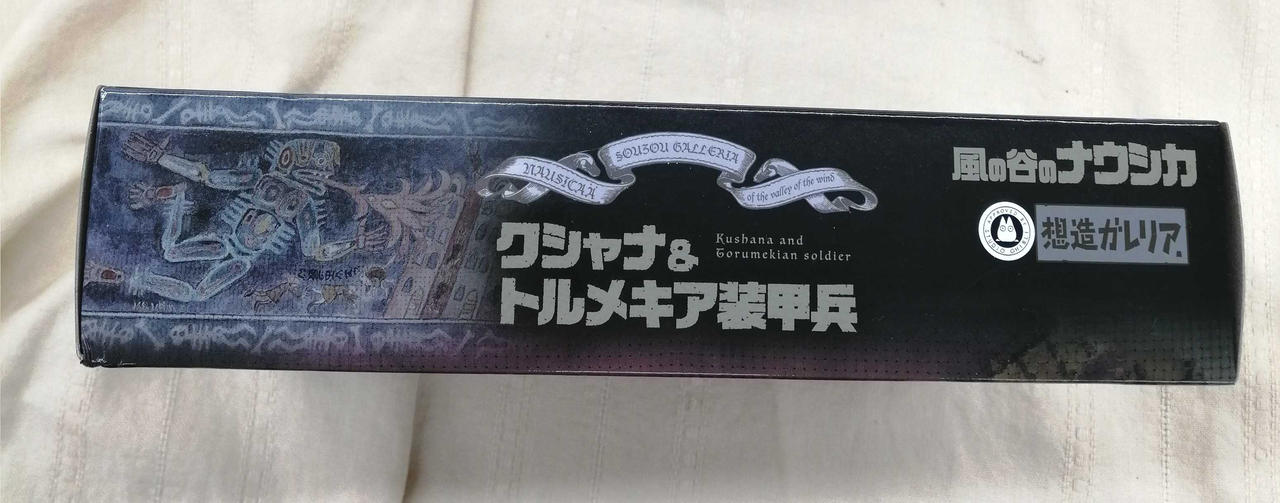 SOUZOU GALLERIA
NAUSICAÄ
of the valley of the wind
クシャナ&
トルメキア装甲兵
Kushana and
Torumekian soldier
風の谷のナウシカ
想造ガレリア.